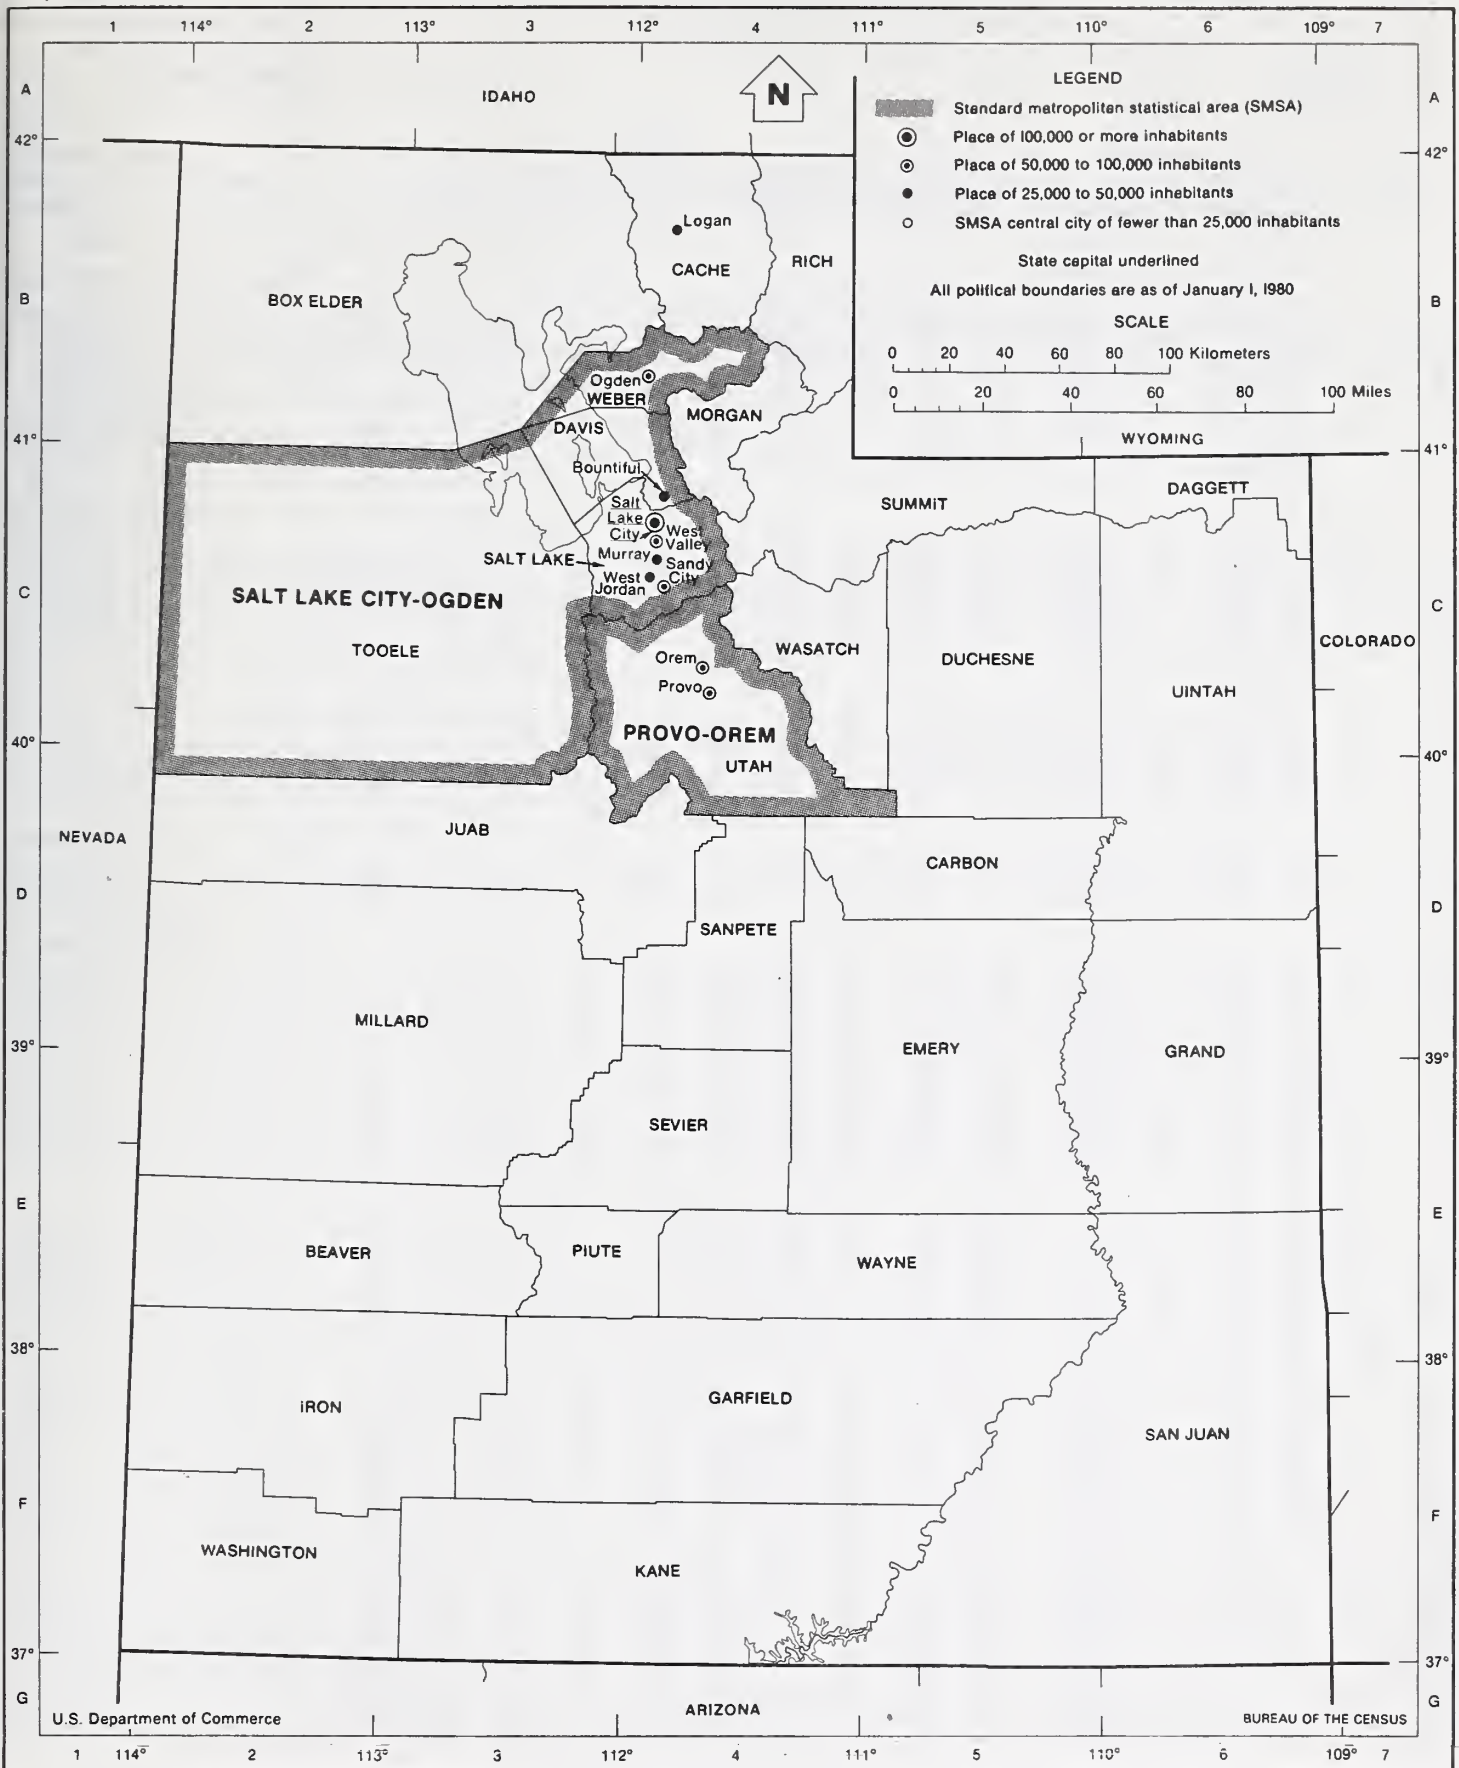 1 114° 2 113° 3 112° 4 111° 5 110° 6 109° 7
A
IDAHO
N
LEGEND
Standard metropolitan statistical area (SMSA)
Place of 100,000 or more inhabitants
Place of 50,000 to 100,000 inhabitants
Place of 25,000 to 50,000 inhabitants
SMSA central city of fewer than 25,000 inhabitants
State capital underlined
All political boundaries are as of January 1, 1980
SCALE
0 20 40 60 80 100 Kilometers
0 20 40 60 80 100 Miles
WYOMING
A
42°
42°
Logan
CACHE
RICH
B
BOX ELDER
B
Ogden
WEBER
MORGAN
DAVIS
41°
41°
Bountiful
Salt
Lake
City
West
Valley
SUMMIT
DAGGETT
SALT LAKE
Murray
Sandy
City
West
Jordan
C
SALT LAKE CITY-OGDEN
C
TOOELE
Orem
Provo
WASATCH
DUCHESNE
COLORADO
UINTAH
PROVO-OREM
UTAH
40°
40°
NEVADA
JUAB
CARBON
D
SANPETE
D
MILLARD
EMERY
GRAND
39°
39°
SEVIER
E
E
BEAVER
PIUTE
WAYNE
38°
38°
IRON
GARFIELD
SAN JUAN
F
F
WASHINGTON
KANE
37°
37°
G
ARIZONA
G
U.S. Department of Commerce
BUREAU OF THE CENSUS
1 114° 2 113° 3 112° 4 111° 5 110° 6 109° 7